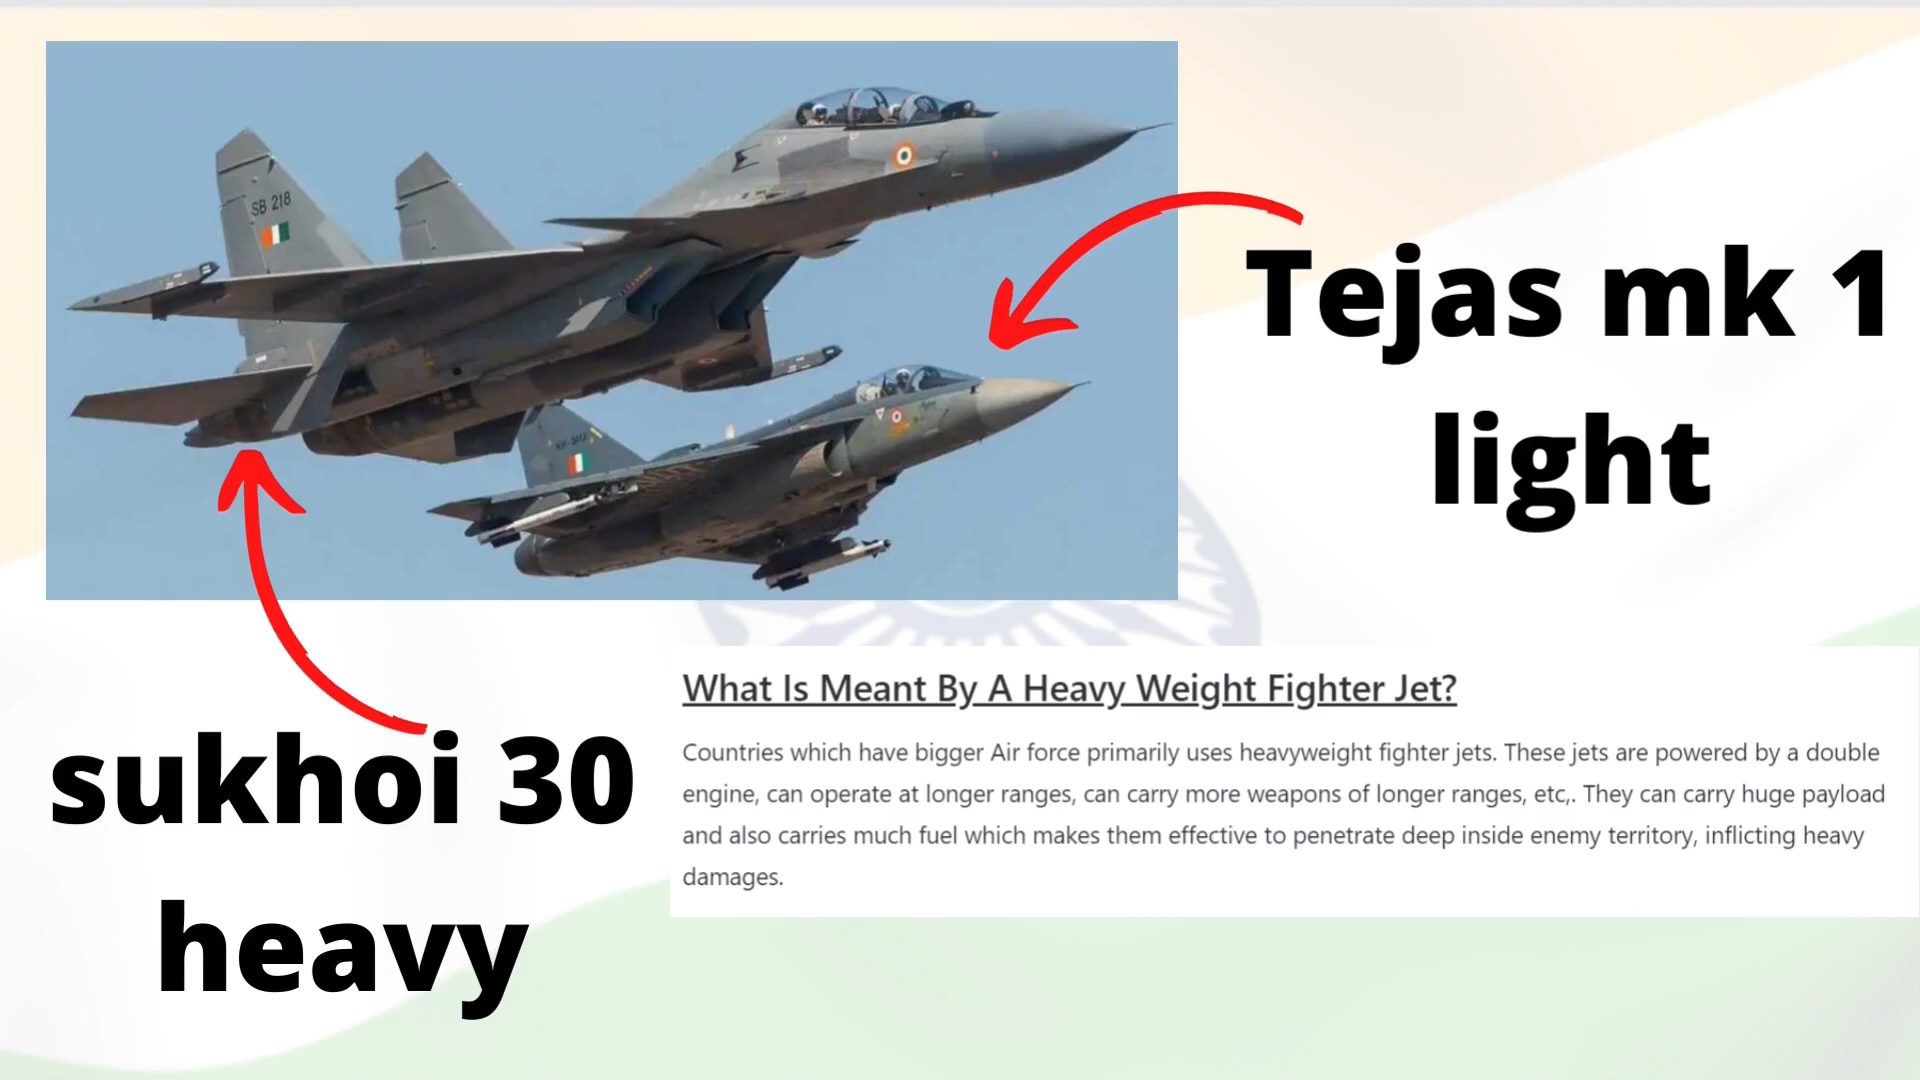 SB 218
Tejas mk 1
light
sukhoi 30
heavy
What Is Meant By A Heavy Weight Fighter Jet?
Countries which have bigger Air force primarily uses heavyweight fighter jets. These jets are powered by a double
engine, can operate at longer ranges, can carry more weapons of longer ranges, etc,. They can carry huge payload
and also carries much fuel which makes them effective to penetrate deep inside enemy territory, inflicting heavy
damages.